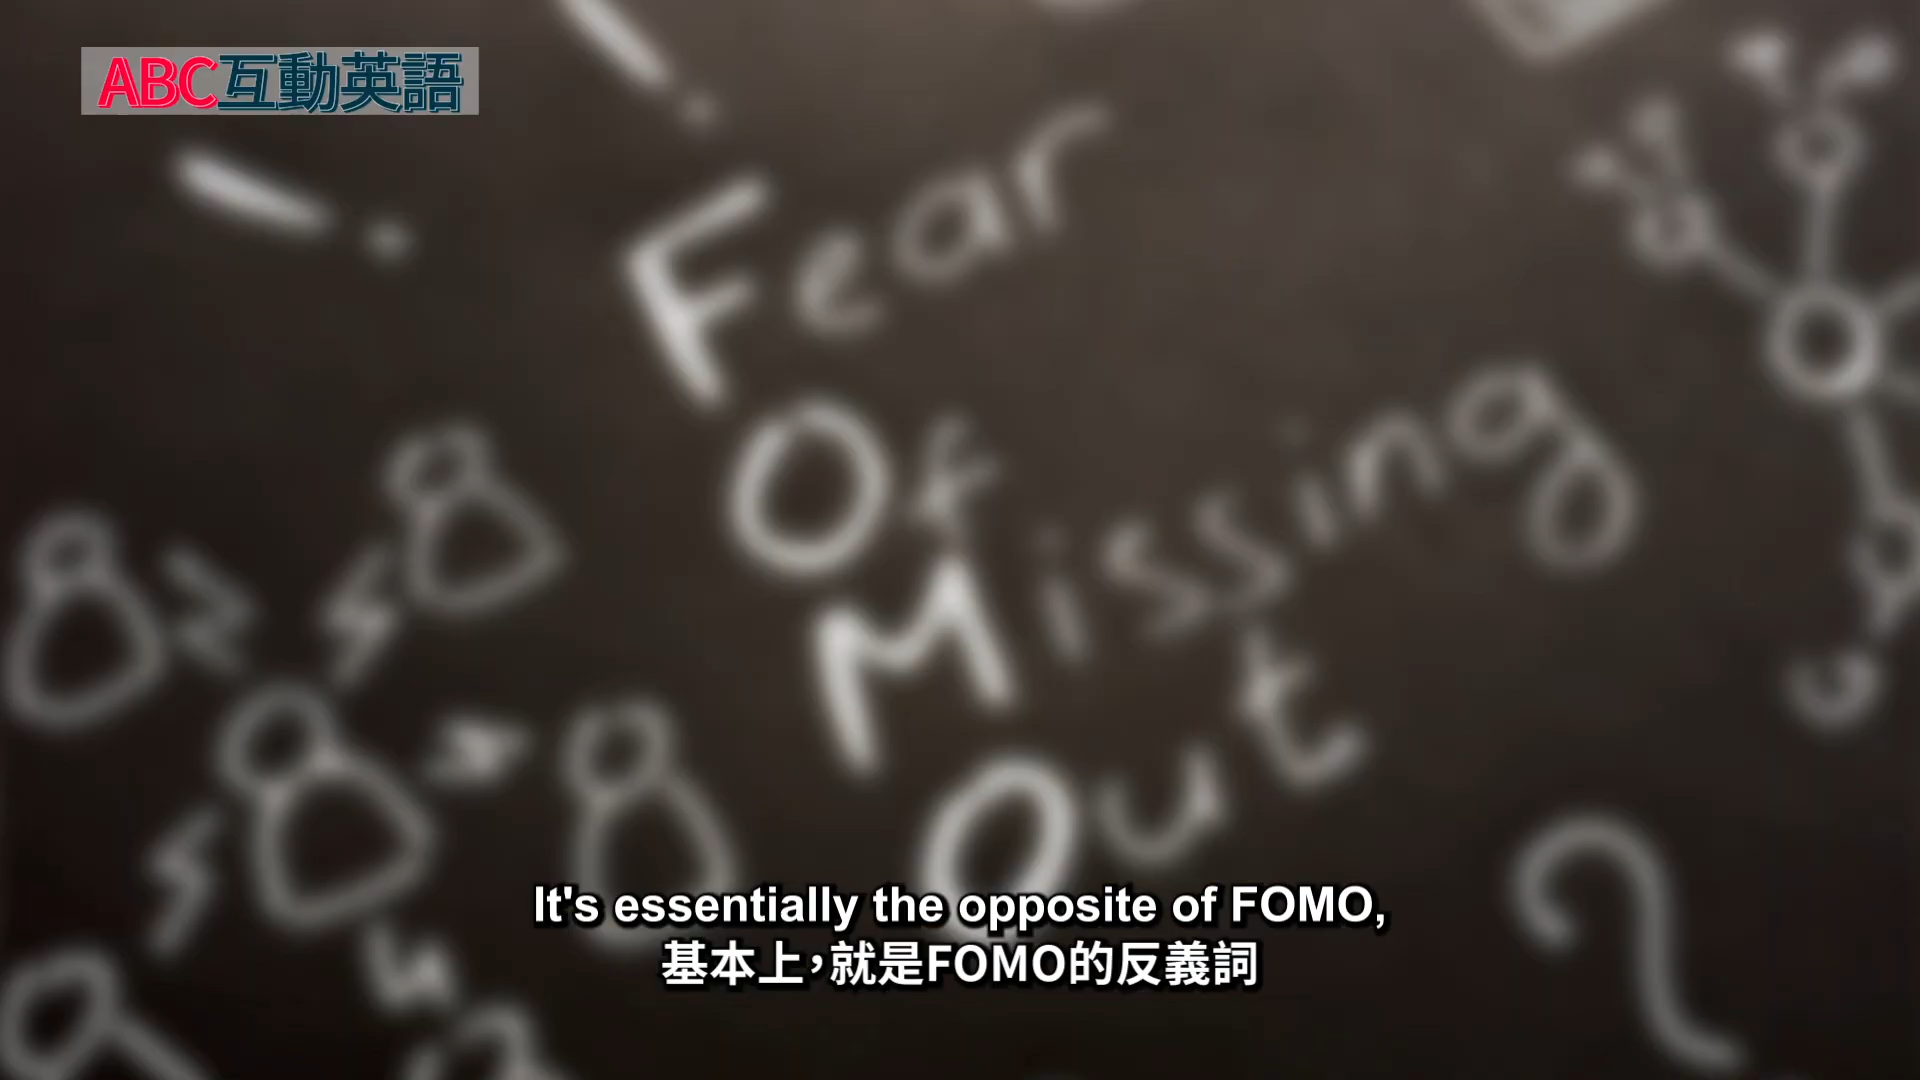 ABC互動英語
Fear
Of
Missing
Out
It's essentially the opposite of FOMO,
基本上，就是FOMO的反義詞